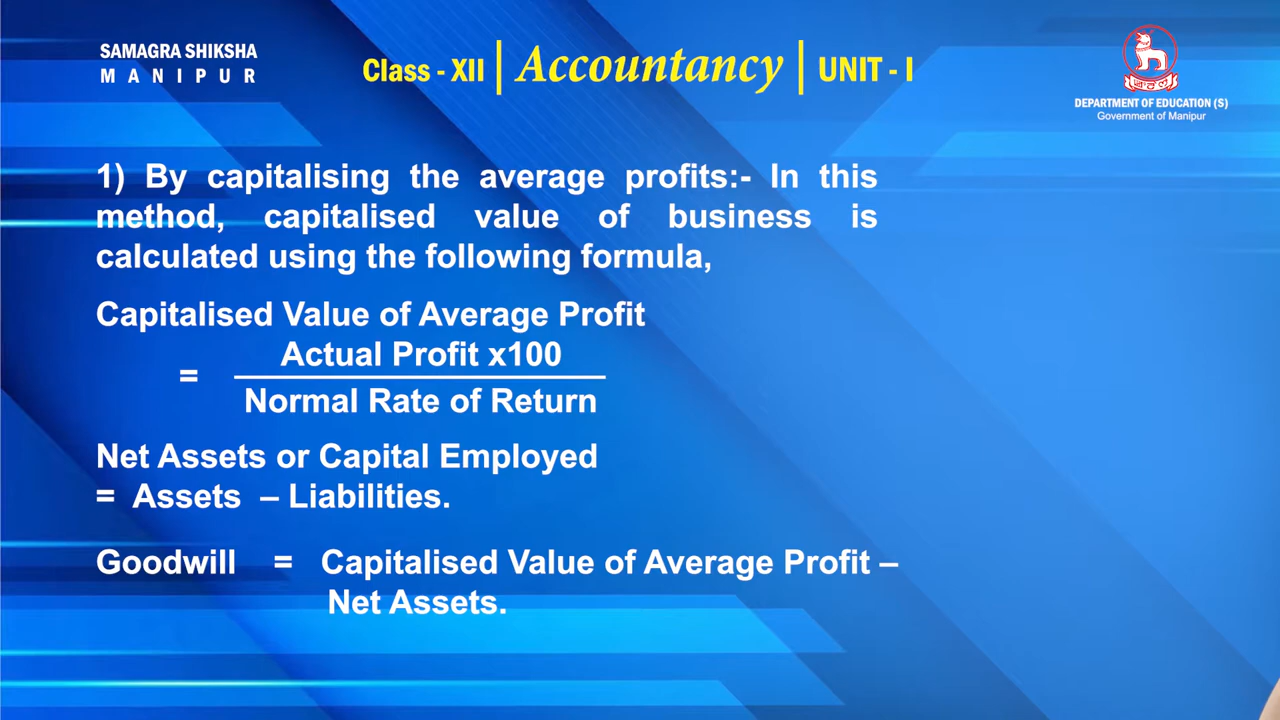 SAMAGRA SHIKSHA
MANIPUR
Class - XII | Accountancy | UNIT - I
DEPARTMENT OF EDUCATION (S)
Government of Manipur
1) By capitalising the average profits:- In this
method, capitalised value of business is
calculated using the following formula,
Capitalised Value of Average Profit
Actual Profit x100
=
Normal Rate of Return
Net Assets or Capital Employed
= Assets – Liabilities.
Goodwill = Capitalised Value of Average Profit –
Net Assets.